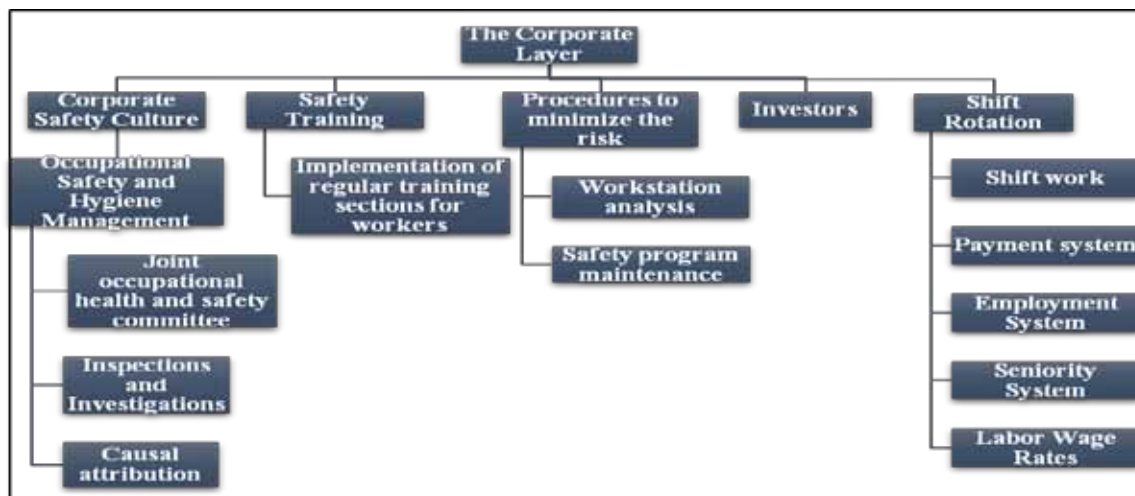 The Corporate
Layer
Corporate
Safety Culture
Safety
Training
Procedures to
minimize the
risk
Investors
Shift
Rotation
Occupational
Safety and
Hygiene
Management
Implementation of
regular training
sections for
workers
Workstation
analysis
Safety program
maintenance
Joint
occupational
health and safety
committee
Inspections
and
Investigations
Causal
attribution
Shift work
Payment system
Employment
System
Seniority
System
Labor Wage
Rates